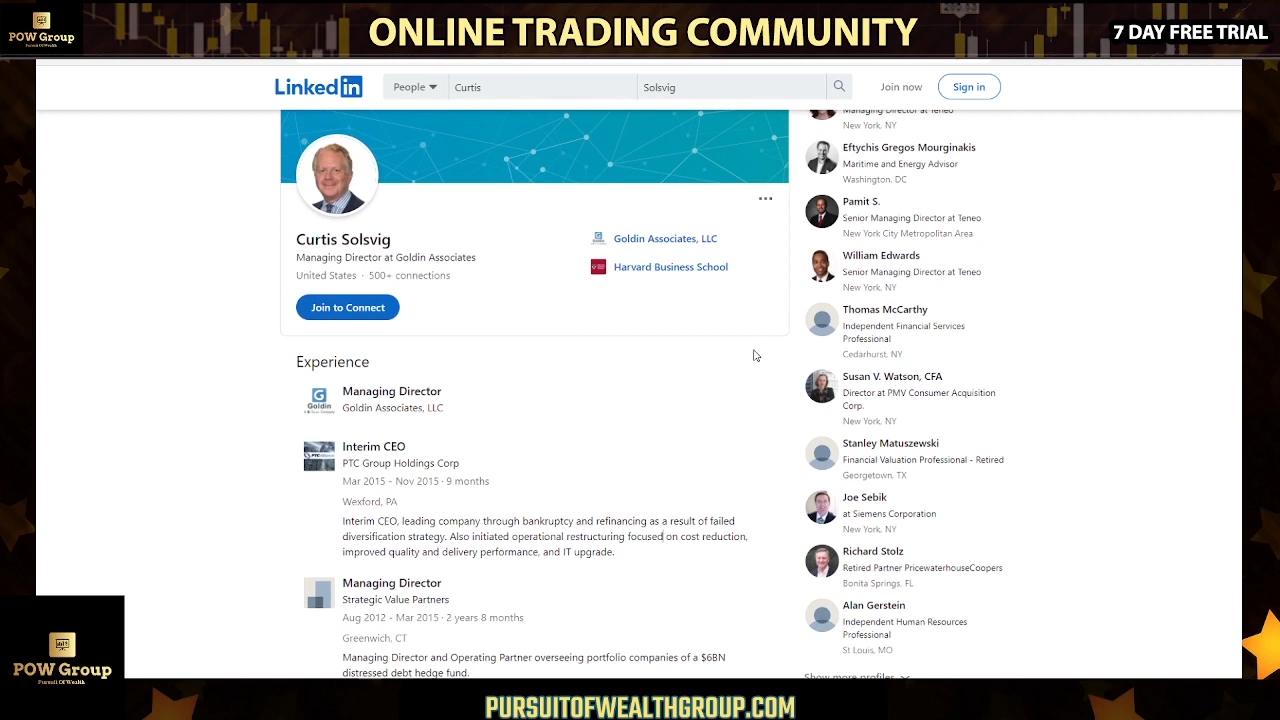 POW Group
Pursuit Of Wealth
ONLINE TRADING COMMUNITY
7 DAY FREE TRIAL
LinkedIn
People
Curtis
Solsvig
Join now
Sign in
Curtis Solsvig
Managing Director at Goldin Associates
United States · 500+ connections
Join to Connect
Goldin Associates, LLC
Harvard Business School
Experience
Goldin
Managing Director
Goldin Associates, LLC
Interim CEO
PTC Group Holdings Corp
Mar 2015 - Nov 2015 · 9 months
Wexford, PA
Interim CEO, leading company through bankruptcy and refinancing as a result of failed
diversification strategy. Also initiated operational restructuring focused on cost reduction,
improved quality and delivery performance, and IT upgrade.
Managing Director
Strategic Value Partners
Aug 2012 - Mar 2015 · 2 years 8 months
Greenwich, CT
Managing Director and Operating Partner overseeing portfolio companies of a $6BN
distressed debt hedge fund.
Managing Director at Teneo
New York, NY
Eftychis Gregos Mourginakis
Maritime and Energy Advisor
Washington, DC
Pamit S.
Senior Managing Director at Teneo
New York City Metropolitan Area
William Edwards
Senior Managing Director at Teneo
New York, NY
Thomas McCarthy
Independent Financial Services
Professional
Cedarhurst, NY
Susan V. Watson, CFA
Director at PMV Consumer Acquisition
Corp.
New York, NY
Stanley Matuszewski
Financial Valuation Professional - Retired
Georgetown, TX
Joe Sebik
at Siemens Corporation
New York, NY
Richard Stolz
Retired Partner PricewaterhouseCoopers
Bonita Springs, FL
Alan Gerstein
Independent Human Resources
Professional
St Louis, MO
Show more profiles
POW Group
Pursuit Of Wealth
PURSUITOFWEALTHGROUP.COM